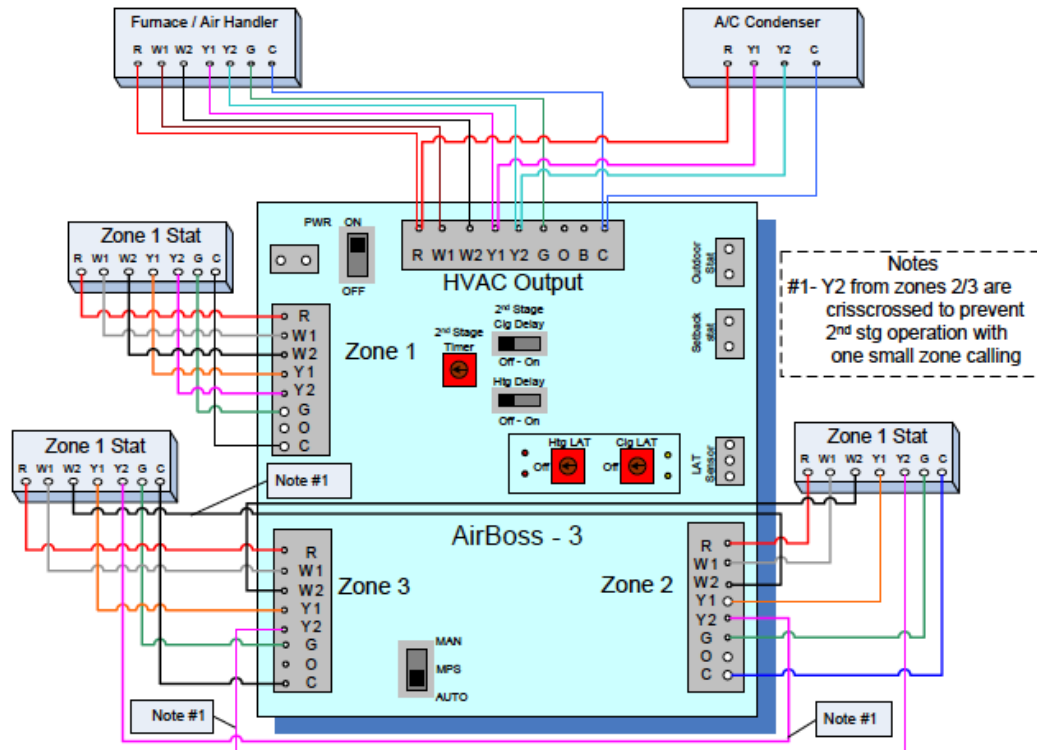 Furnace / Air Handler
R W1 W2 Y1 Y2 G C
A/C Condenser
R Y1 Y2 C
PWR
ON
OFF
R W1 W2 Y1 Y2 G O B C
HVAC Output
Outdoor
Stat
Setback
stat
LAT
Sensor
Notes
#1- Y2 from zones 2/3 are
crisscrossed to prevent
2nd stg operation with
one small zone calling
Zone 1 Stat
R W1 W2 Y1 Y2 G C
R
W1
W2
Y1
Y2
G
O
C
Zone 1
2nd Stage
Timer
2nd Stage
Clg Delay
Off - On
Htg Delay
Off - On
Htg LAT
Off
Clg LAT
Off
Zone 1 Stat
R W1 W2 Y1 Y2 G C
Note #1
Zone 1 Stat
R W1 W2 Y1 Y2 G C
AirBoss - 3
R
W1
W2
Y1
Y2
G
O
C
Zone 3
Zone 2
R
W1
W2
Y1
Y2
G
O
C
MAN
MPS
AUTO
Note #1
Note #1